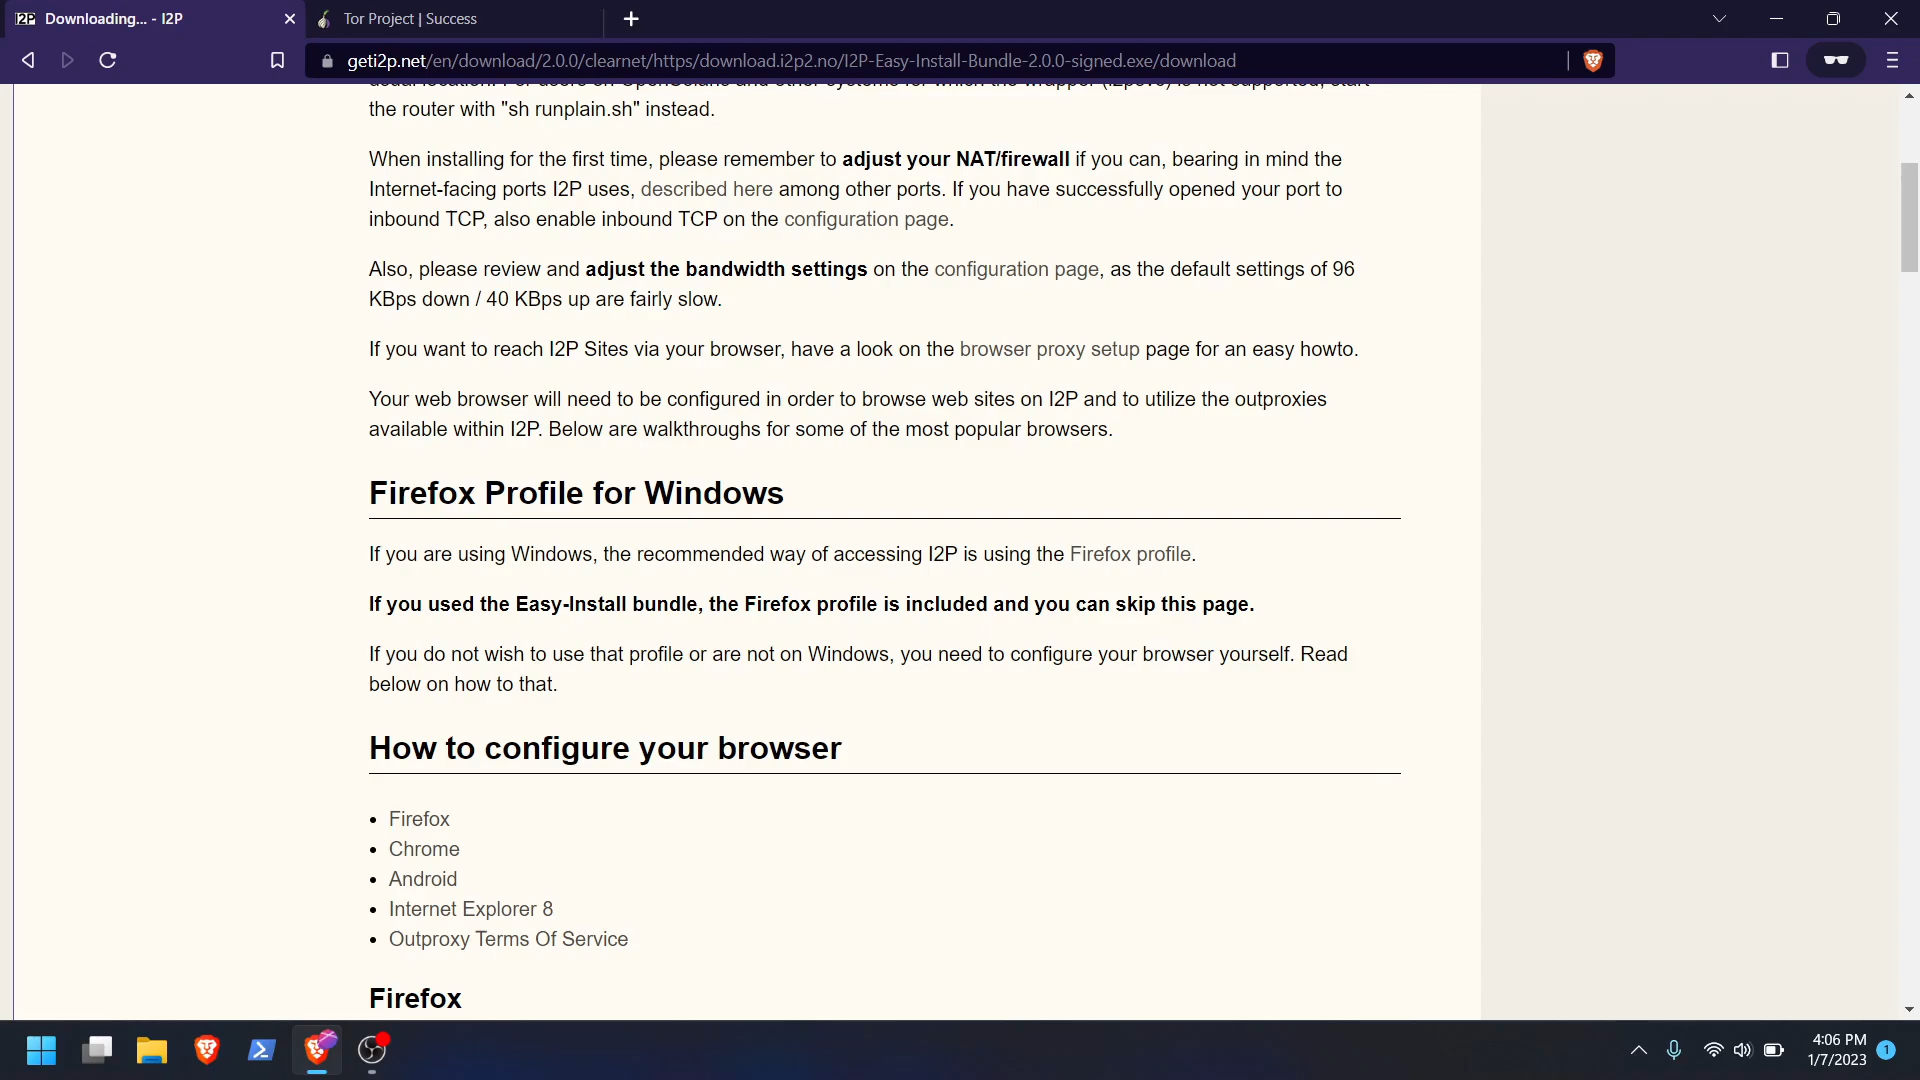 I2P Downloading... - I2P
Tor Project | Success
geti2p.net/en/download/2.0.0/clearnet/https/download.i2p2.no/I2P-Easy-Install-Bundle-2.0.0-signed.exe/download
the router with "sh runplain.sh" instead.
When installing for the first time, please remember to adjust your NAT/firewall if you can, bearing in mind the
Internet-facing ports I2P uses, described here among other ports. If you have successfully opened your port to
inbound TCP, also enable inbound TCP on the configuration page.
Also, please review and adjust the bandwidth settings on the configuration page, as the default settings of 96
KBps down / 40 KBps up are fairly slow.
If you want to reach I2P Sites via your browser, have a look on the browser proxy setup page for an easy howto.
Your web browser will need to be configured in order to browse web sites on I2P and to utilize the outproxies
available within I2P. Below are walkthroughs for some of the most popular browsers.
Firefox Profile for Windows
If you are using Windows, the recommended way of accessing I2P is using the Firefox profile.
If you used the Easy-Install bundle, the Firefox profile is included and you can skip this page.
If you do not wish to use that profile or are not on Windows, you need to configure your browser yourself. Read
below on how to that.
How to configure your browser
• Firefox
• Chrome
• Android
• Internet Explorer 8
• Outproxy Terms Of Service
Firefox
4:06 PM
1/7/2023
1